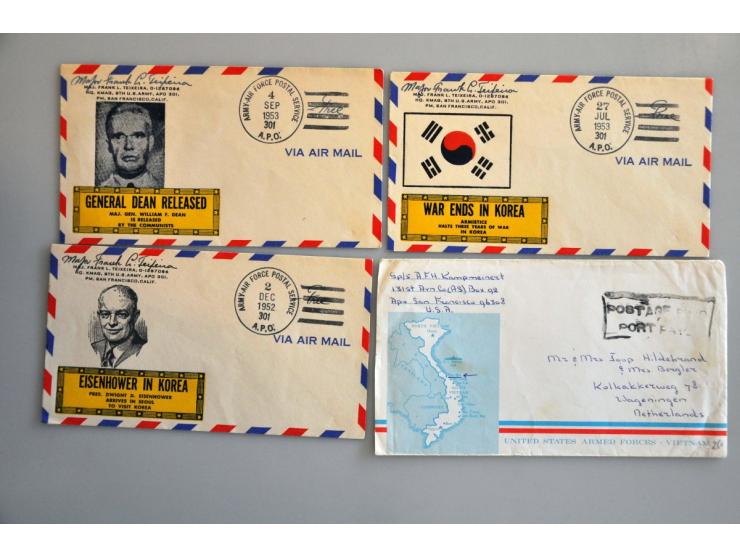 Major Frank L. Teixeira
MAJ. FRANK L. TEIXEIRA, O-1287084
HQ. KMAG, 8TH U.S. ARMY, APO 301,
PM, SAN FRANCISCO, CALIF.
ARMY-AIR FORCE POSTAL SERVICE
4
SEP
1953
301
A.P.O.
Free
VIA AIR MAIL
GENERAL DEAN RELEASED
MAJ. GEN. WILLIAM F. DEAN
IS RELEASED
BY THE COMMUNISTS
Major Frank L. Teixeira
MAJ. FRANK L. TEIXEIRA, O-1287084
HQ. KMAG, 8TH U.S. ARMY, APO 301,
PM, SAN FRANCISCO, CALIF.
ARMY-AIR FORCE POSTAL SERVICE
27
JUL
1953
301
A.P.O.
Free
VIA AIR MAIL
WAR ENDS IN KOREA
ARMISTICE
HALTS THREE YEARS OF WAR
IN KOREA
Major Frank L. Teixeira
MAJ. FRANK L. TEIXEIRA, O-1287084
HQ. KMAG, 8TH U.S. ARMY, APO 301,
PM, SAN FRANCISCO, CALIF.
ARMY-AIR FORCE POSTAL SERVICE
2
DEC
1952
301
A.P.O.
Free
VIA AIR MAIL
EISENHOWER IN KOREA
PRES. DWIGHT D. EISENHOWER
ARRIVES IN SEOUL
TO VISIT KOREA
Sp/5 A.F.H. Kampmeinert
131st Avn Co (AS) Box 92
Apo San Francisco 96308
U.S.A.
POSTAGE PAID
PORT
Mr & Mrs Joop Hildebrand
& Mrs Bergler
Kolkakkerweg 78
Wageningen
Netherlands
NORTH VIETNAM
CAMBODIA
UNITED STATES ARMED FORCES - VIETNAM